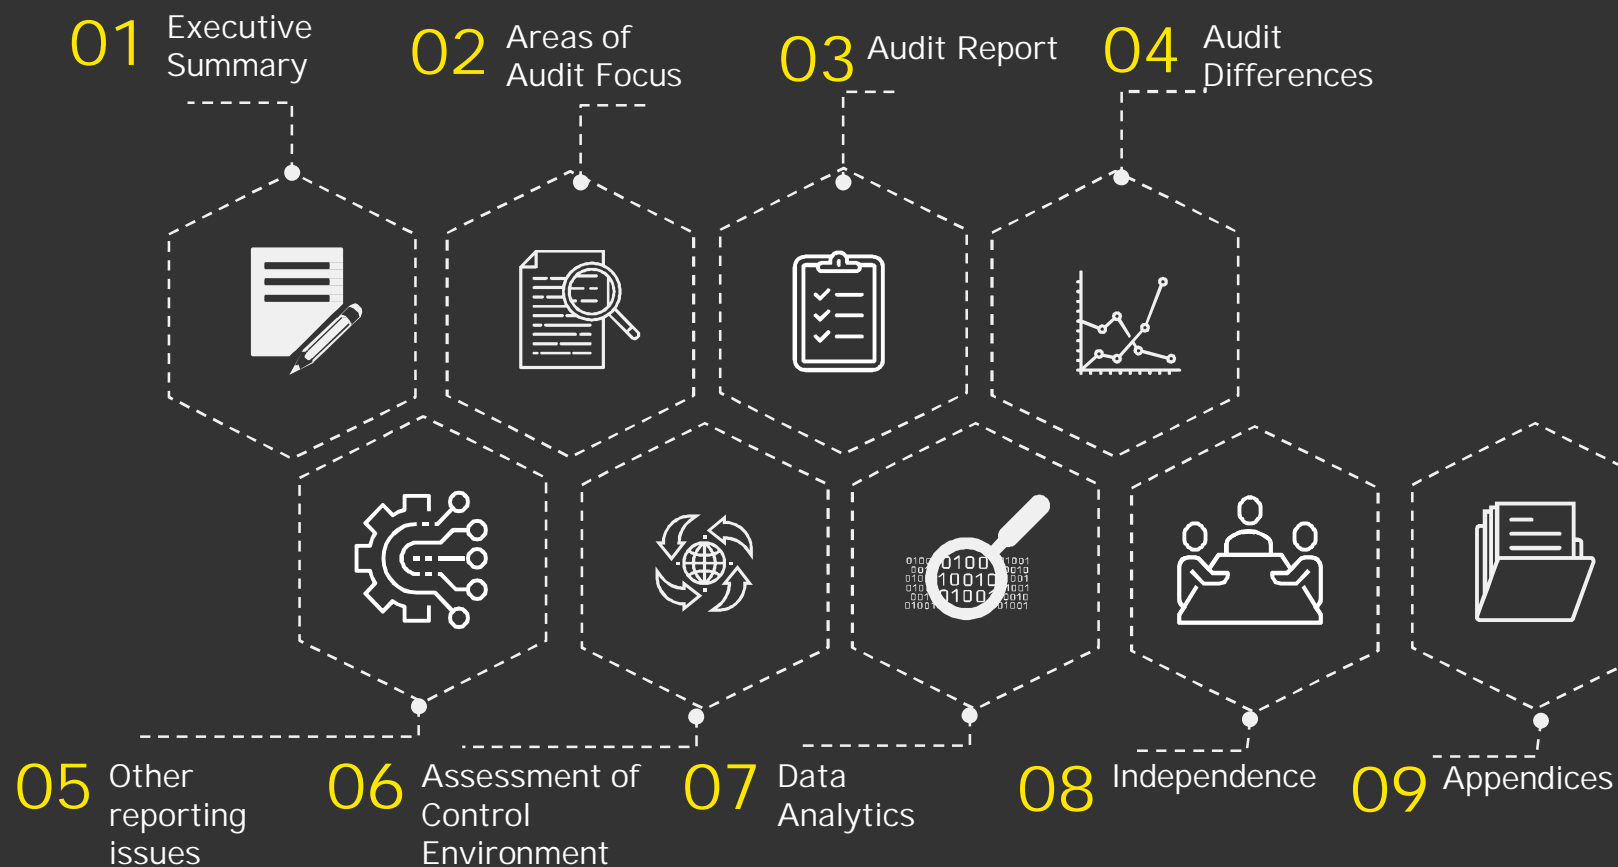 01 Executive
Summary
02 Areas of
Audit Focus
03 Audit Report
04 Audit
Differences
05 Other
reporting
issues
06 Assessment of
Control
Environment
07 Data
Analytics
08 Independence
09 Appendices